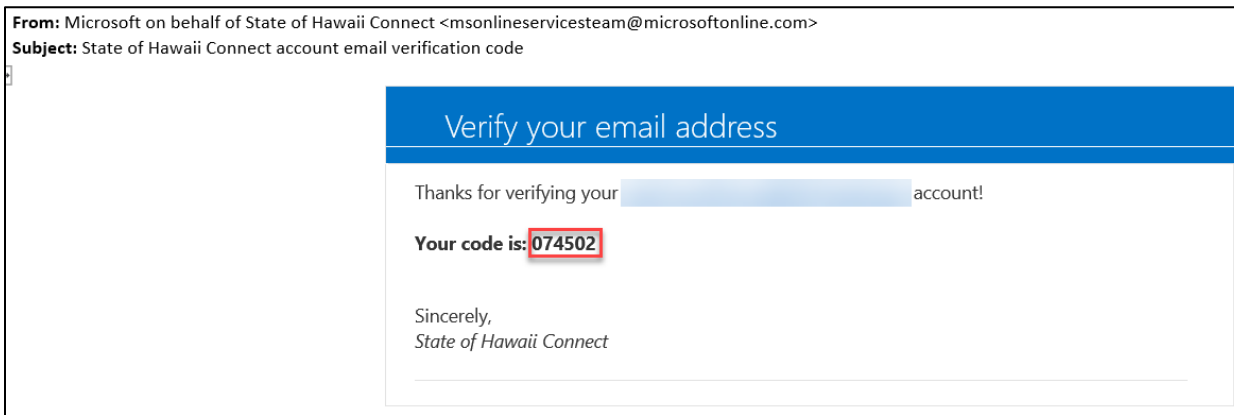 From: Microsoft on behalf of State of Hawaii Connect <msonlineservicesteam@microsoftonline.com>
Subject: State of Hawaii Connect account email verification code
Verify your email address
Thanks for verifying your account!
Your code is: 074502
Sincerely,
State of Hawaii Connect